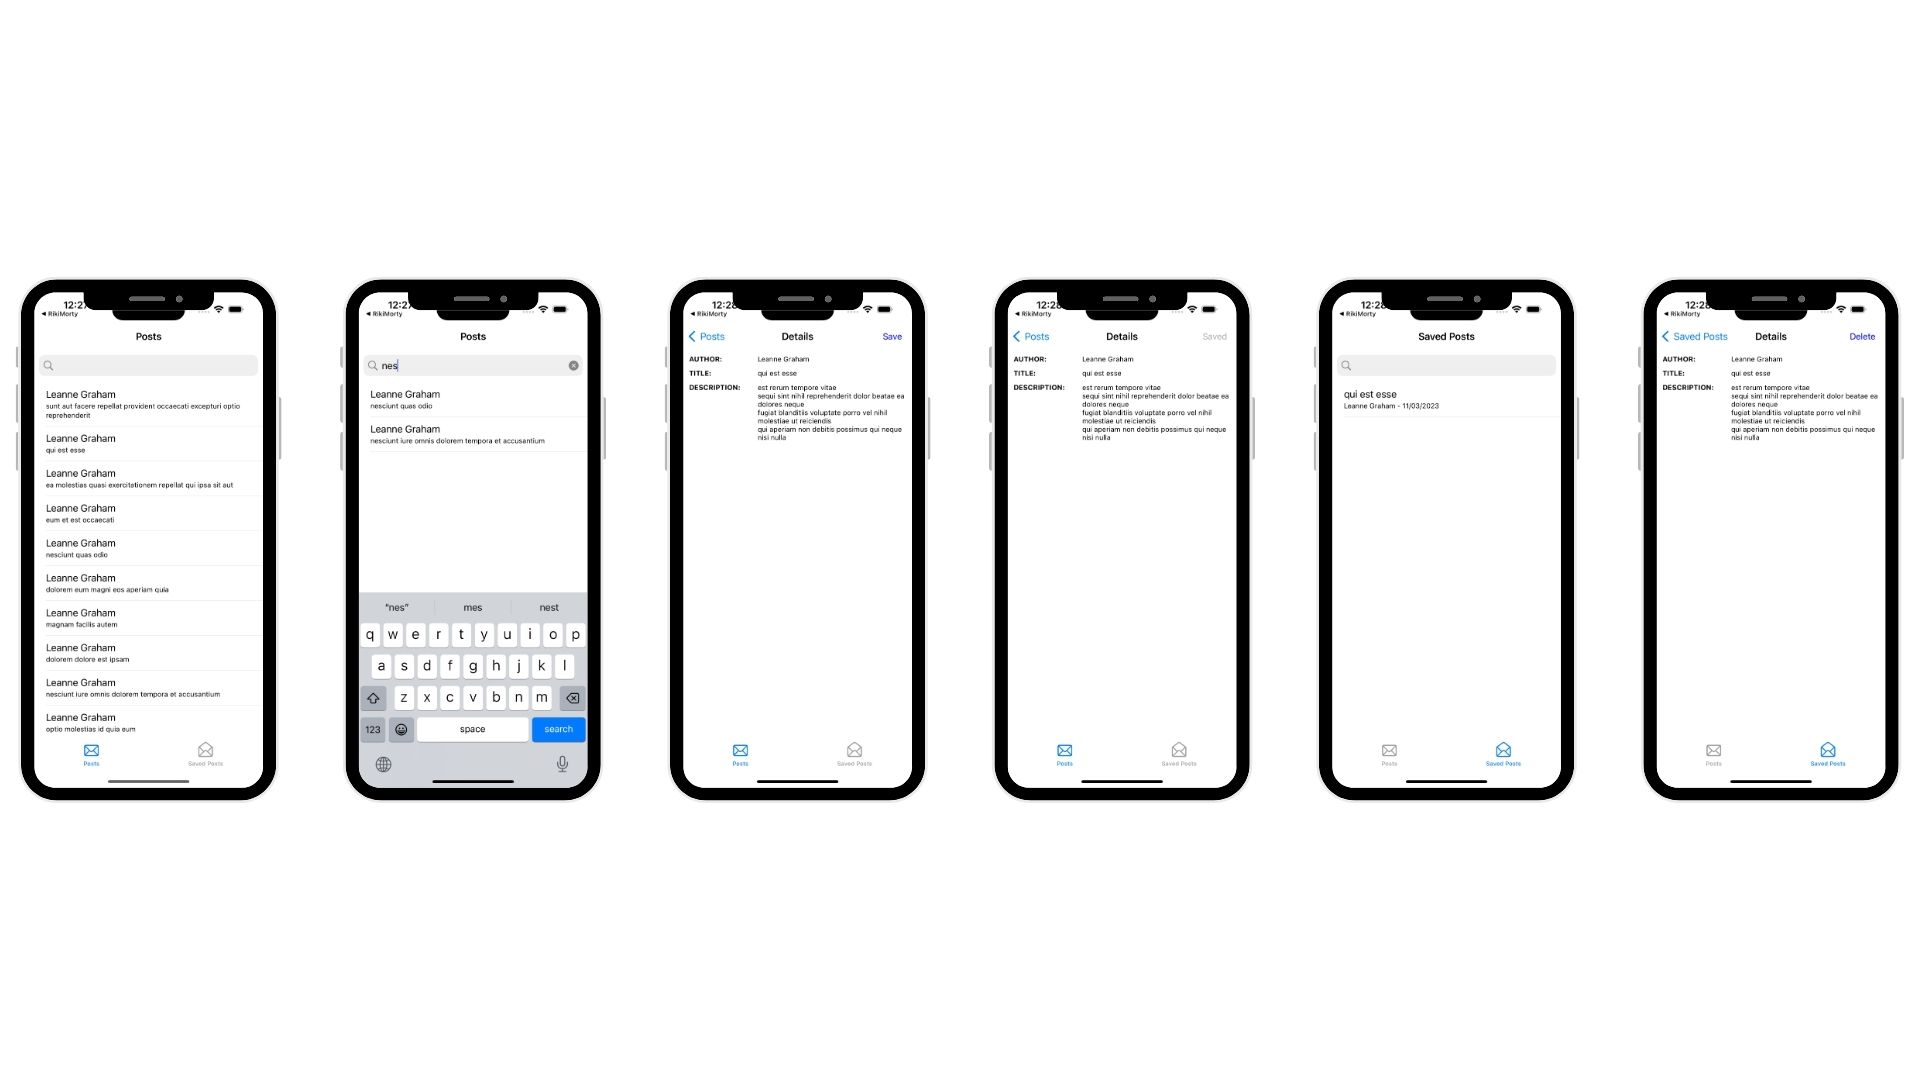 12:27
◀ RikiMorty
Posts
Leanne Graham
sunt aut facere repellat provident occaecati excepturi optio
reprehenderit
Leanne Graham
qui est esse
Leanne Graham
ea molestias quasi exercitationem repellat qui ipsa sit aut
Leanne Graham
eum et est occaecati
Leanne Graham
nesciunt quas odio
Leanne Graham
dolorem eum magni eos aperiam quia
Leanne Graham
magnam facilis autem
Leanne Graham
dolorem dolore est ipsam
Leanne Graham
nesciunt iure omnis dolorem tempora et accusantium
Leanne Graham
optio molestias id quia eum
Posts
Saved Posts
12:27
◀ RikiMorty
Posts
nes
Leanne Graham
nesciunt quas odio
Leanne Graham
nesciunt iure omnis dolorem tempora et accusantium
"nes" mes nest
q w e r t y u i o p
a s d f g h j k l
z x c v b n m
123 space search
12:28
◀ RikiMorty
Posts Details Save
AUTHOR: Leanne Graham
TITLE: qui est esse
DESCRIPTION: est rerum tempore vitae
sequi sint nihil reprehenderit dolor beatae ea
dolores neque
fugiat blanditiis voluptate porro vel nihil
molestiae ut reiciendis
qui aperiam non debitis possimus qui neque
nisi nulla
Posts
Saved Posts
12:28
◀ RikiMorty
Posts Details Saved
AUTHOR: Leanne Graham
TITLE: qui est esse
DESCRIPTION: est rerum tempore vitae
sequi sint nihil reprehenderit dolor beatae ea
dolores neque
fugiat blanditiis voluptate porro vel nihil
molestiae ut reiciendis
qui aperiam non debitis possimus qui neque
nisi nulla
Posts
Saved Posts
12:28
◀ RikiMorty
Saved Posts
qui est esse
Leanne Graham - 11/03/2023
Posts
Saved Posts
12:28
◀ RikiMorty
Saved Posts Details Delete
AUTHOR: Leanne Graham
TITLE: qui est esse
DESCRIPTION: est rerum tempore vitae
sequi sint nihil reprehenderit dolor beatae ea
dolores neque
fugiat blanditiis voluptate porro vel nihil
molestiae ut reiciendis
qui aperiam non debitis possimus qui neque
nisi nulla
Posts
Saved Posts